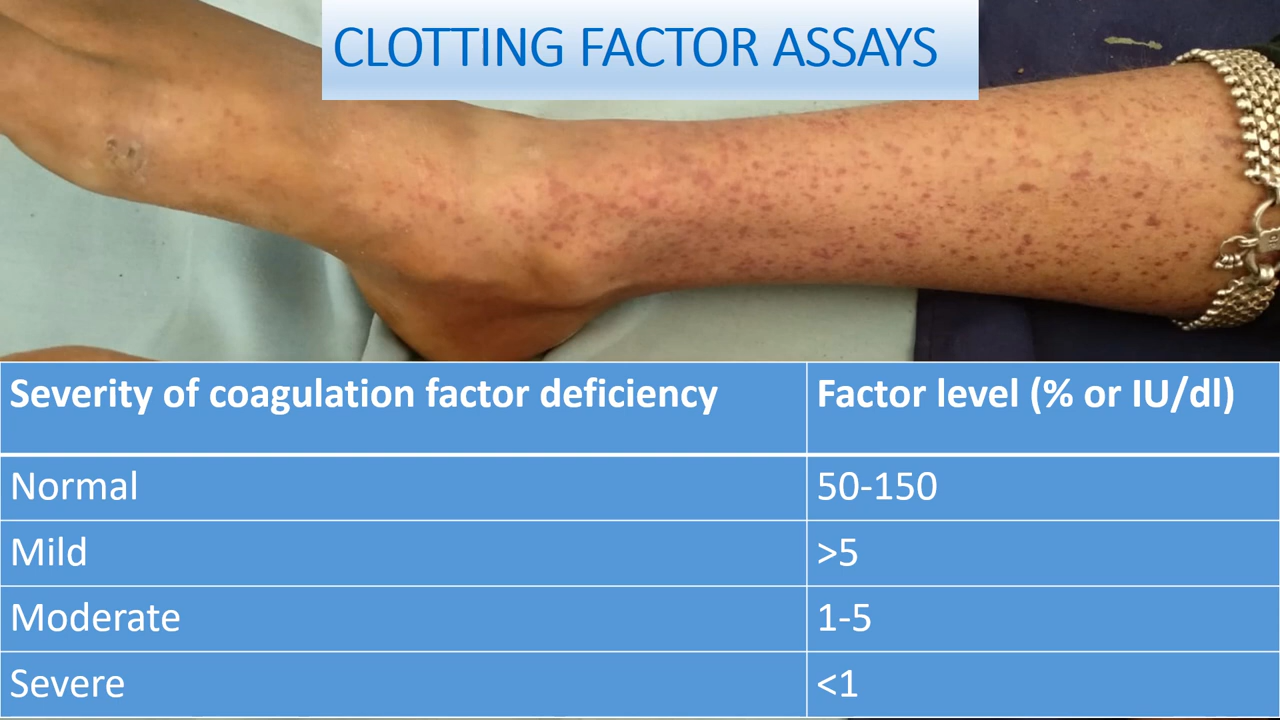 CLOTTING FACTOR ASSAYS
Severity of coagulation factor deficiency
Factor level (% or IU/dl)
Normal
50-150
Mild
>5
Moderate
1-5
Severe
<1